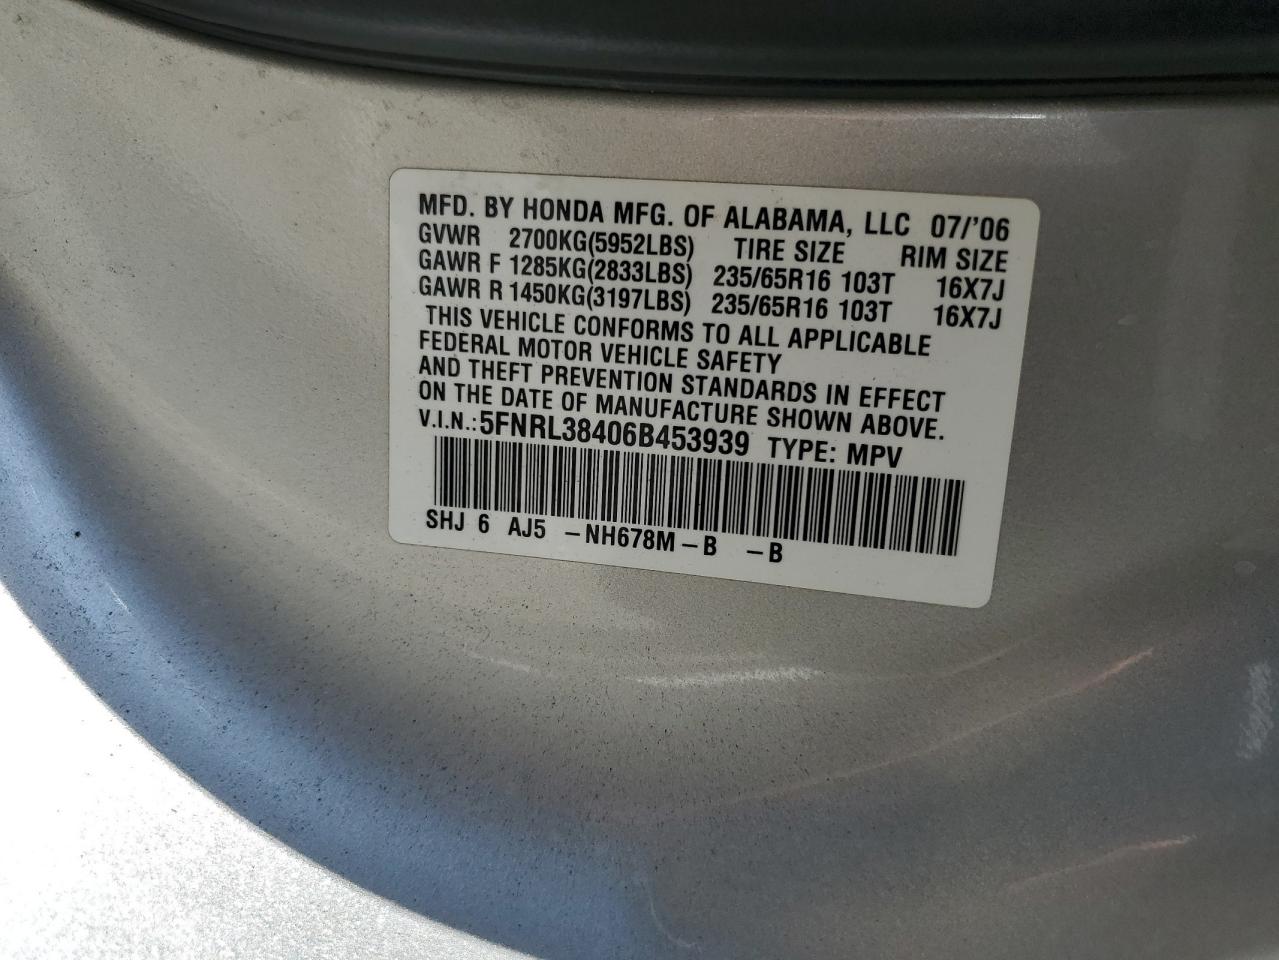 MFD. BY HONDA MFG. OF ALABAMA, LLC 07/'06
GVWR 2700KG(5952LBS) TIRE SIZE RIM SIZE
GAWR F 1285KG(2833LBS) 235/65R16 103T 16X7J
GAWR R 1450KG(3197LBS) 235/65R16 103T 16X7J
THIS VEHICLE CONFORMS TO ALL APPLICABLE
FEDERAL MOTOR VEHICLE SAFETY
AND THEFT PREVENTION STANDARDS IN EFFECT
ON THE DATE OF MANUFACTURE SHOWN ABOVE.
V.I.N.: 5FNRL38406B453939 TYPE: MPV
SHJ 6 AJ5 -NH678M-B -B